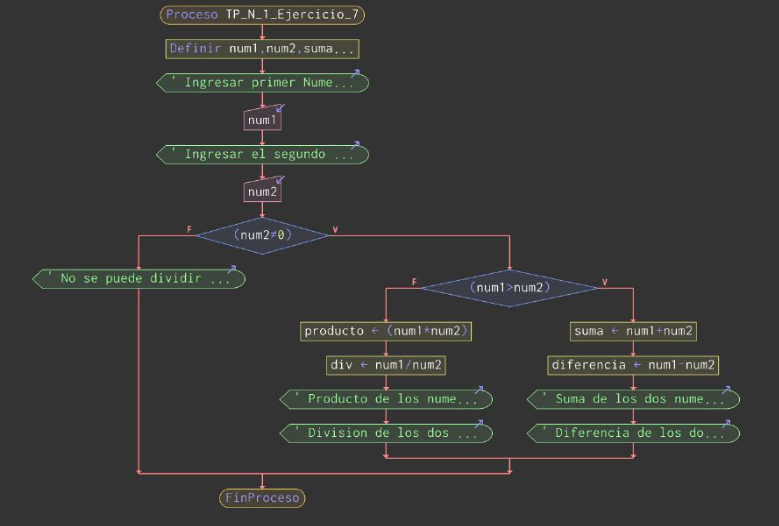 Proceso TP_N_1_Ejercicio_7
Definir num1,num2,suma...
' Ingresar primer Nume...
num1
' Ingresar el segundo ...
num2
F
(num2≠0)
V
' No se puede dividir ...
F
(num1>num2)
V
producto ← (num1*num2)
div ← num1/num2
' Producto de los nume...
' Division de los dos ...
suma ← num1+num2
diferencia ← num1-num2
' Suma de los dos nume...
' Diferencia de los do...
FinProceso